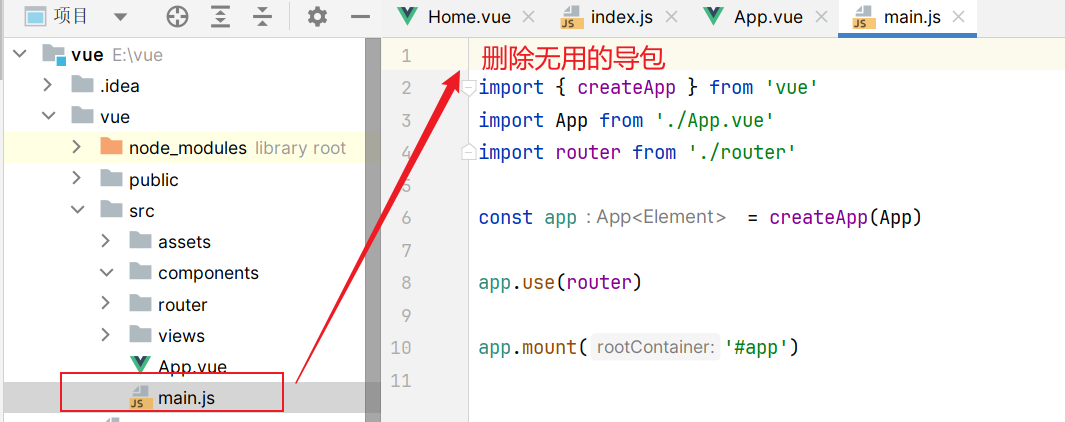 项目
Home.vue
index.js
App.vue
main.js
vue E:\vue
.idea
vue
node_modules library root
public
src
assets
components
router
views
App.vue
main.js
1 删除无用的导包
2 import { createApp } from 'vue'
3 import App from './App.vue'
4 import router from './router'
5
6 const app : App<Element> = createApp(App)
7
8 app.use(router)
9
10 app.mount( rootContainer: '#app')
11